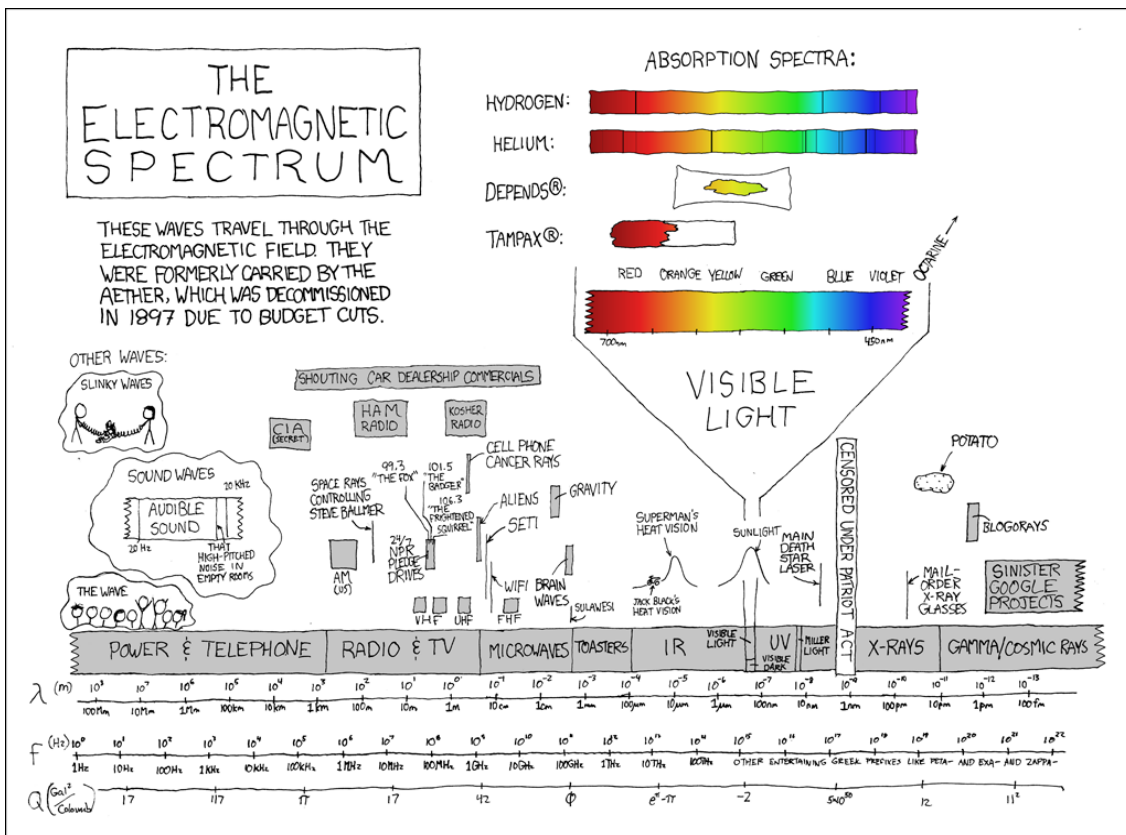 THE
ELECTROMAGNETIC
SPECTRUM
THESE WAVES TRAVEL THROUGH THE
ELECTROMAGNETIC FIELD. THEY
WERE FORMERLY CARRIED BY THE
AETHER, WHICH WAS DECOMMISSIONED
IN 1897 DUE TO BUDGET CUTS.
ABSORPTION SPECTRA:
HYDROGEN:
HELIUM:
DEPENDS®:
TAMPAX®:
RED ORANGE YELLOW GREEN BLUE VIOLET
OCTARINE →
700nm 450nm
VISIBLE
LIGHT
OTHER WAVES:
SLINKY WAVES
SOUND WAVES
20 KHz
AUDIBLE
SOUND
20 Hz
THAT
HIGH-PITCHED
NOISE IN
EMPTY ROOMS
THE WAVE
SHOUTING CAR DEALERSHIP COMMERCIALS
CIA
(SECRET)
HAM
RADIO
KOSHER
RADIO
SPACE RAYS
CONTROLLING
STEVE BALLMER
99.3
"THE FOX"
101.5
"THE
BADGER"
106.3
"THE
FRIGHTENED
SQUIRREL"
CELL PHONE
CANCER RAYS
ALIENS
SETI
GRAVITY
AM
(US)
24/7
NPR
PLEDGE
DRIVES
WIFI
BRAIN
WAVES
VHF
UHF
FHF
SULAWESI
SUPERMAN'S
HEAT VISION
JACK BLACK'S
HEAT VISION
SUNLIGHT
MAIN
DEATH
STAR
LASER
CENSORED UNDER PATRIOT ACT
POTATO
BLOGORAYS
MAIL-
ORDER
X-RAY
GLASSES
SINISTER
GOOGLE
PROJECTS
POWER & TELEPHONE
RADIO & TV
MICROWAVES
TOASTERS
IR
VISIBLE
LIGHT
UV
VISIBLE
DARK
MILLER
LIGHT
X-RAYS
GAMMA/COSMIC RAYS
λ (m)
10⁷ 10⁶ 10⁵ 10⁴ 10³ 10² 10¹ 10⁰ 10⁻¹ 10⁻² 10⁻³ 10⁻⁴ 10⁻⁵ 10⁻⁶ 10⁻⁷ 10⁻⁸ 10⁻⁹ 10⁻¹⁰ 10⁻¹¹ 10⁻¹² 10⁻¹³
100Mm 10Mm 1Mm 100km 10km 1km 100m 10m 1m 10cm 1cm 1mm 100μm 10μm 1μm 100nm 10nm 1nm 100pm 10pm 1pm 100fm
f (Hz)
10⁰ 10¹ 10² 10³ 10⁴ 10⁵ 10⁶ 10⁷ 10⁸ 10⁹ 10¹⁰ 10¹² 10¹³ 10¹⁵ 10¹⁶ 10¹⁷ 10¹⁹ 10²⁰ 10²¹ 10²²
1Hz 10Hz 100Hz 1KHz 10KHz 100KHz 1MHz 10MHz 100MHz 1GHz 10GHz 100GHz 1THz 10THz 100THz OTHER ENTERTAINING GREEK PREFIXES LIKE PETA- AND EXA- AND ZAPPA-
Q (Gal²/Coulomb)
17 117 π 17 42 φ eᵉ-π -2 12 11²